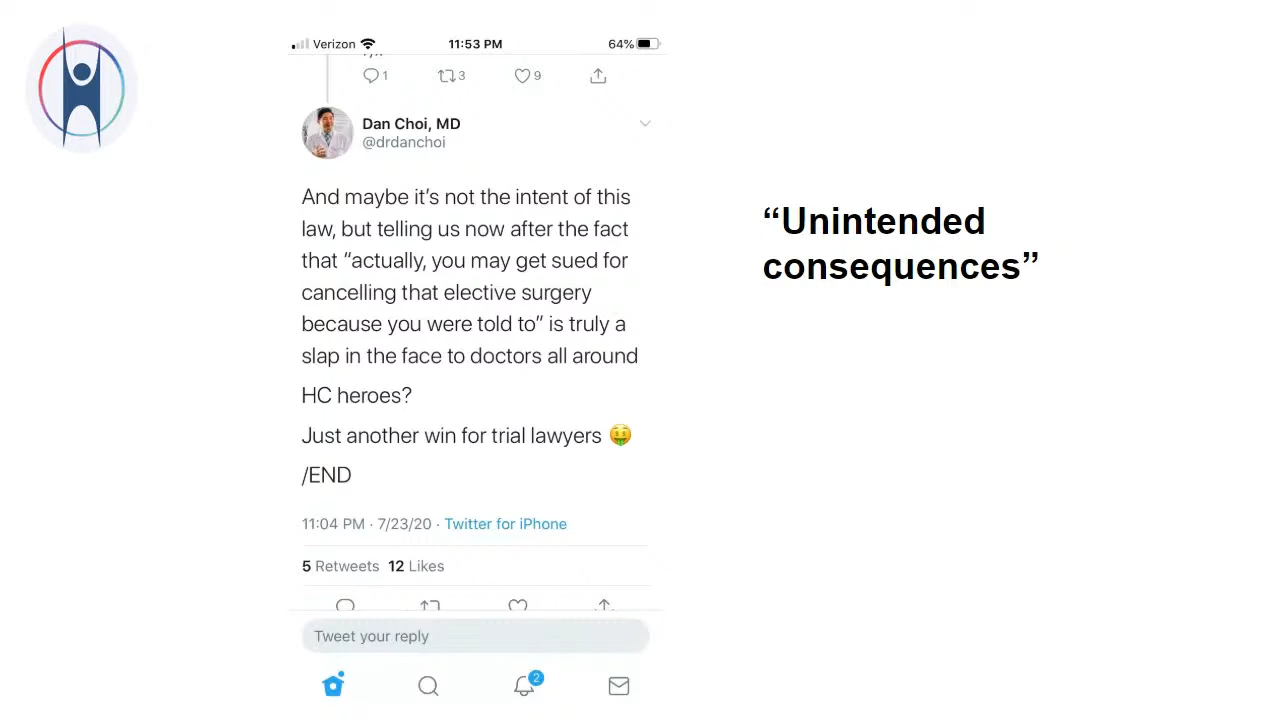 Verizon 11:53 PM 64%
1 3 9
Dan Choi, MD
@drdanchoi
And maybe it's not the intent of this
law, but telling us now after the fact
that “actually, you may get sued for
cancelling that elective surgery
because you were told to” is truly a
slap in the face to doctors all around
HC heroes?
Just another win for trial lawyers 🤑
/END
11:04 PM · 7/23/20 · Twitter for iPhone
5 Retweets 12 Likes
Tweet your reply
2
“Unintended
consequences”